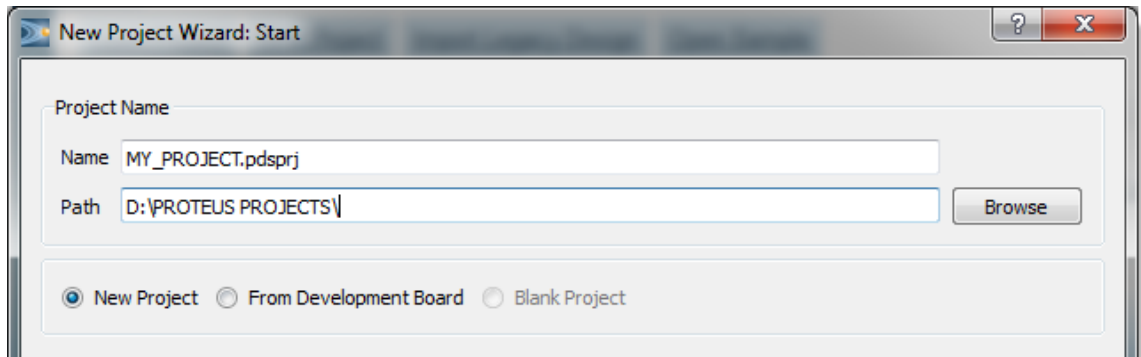 New Project Wizard: Start
Project Name
Name MY_PROJECT.pdsprj
Path D:\PROTEUS PROJECTS\
Browse
New Project From Development Board Blank Project